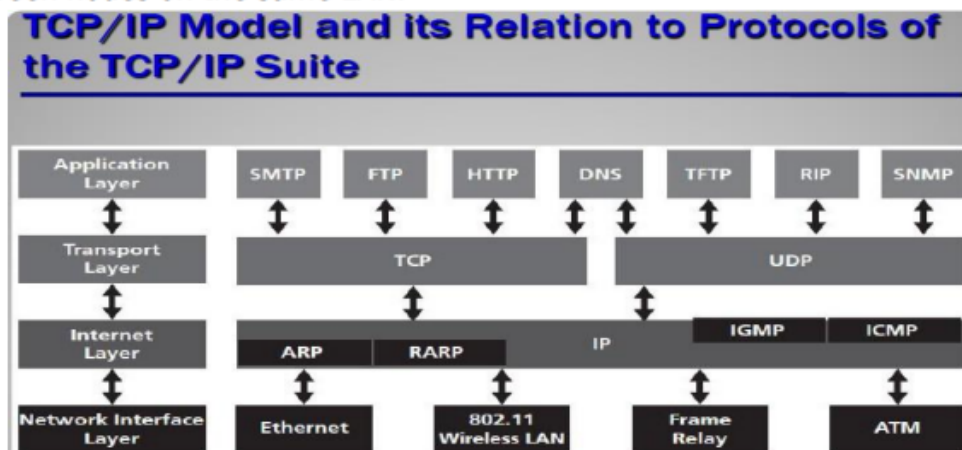 TCP/IP Model and its Relation to Protocols of
the TCP/IP Suite
Application
Layer
SMTP FTP HTTP DNS TFTP RIP SNMP
Transport
Layer
TCP UDP
Internet
Layer
IP IGMP ICMP
ARP RARP
Network Interface
Layer
Ethernet
802.11
Wireless LAN
Frame
Relay
ATM